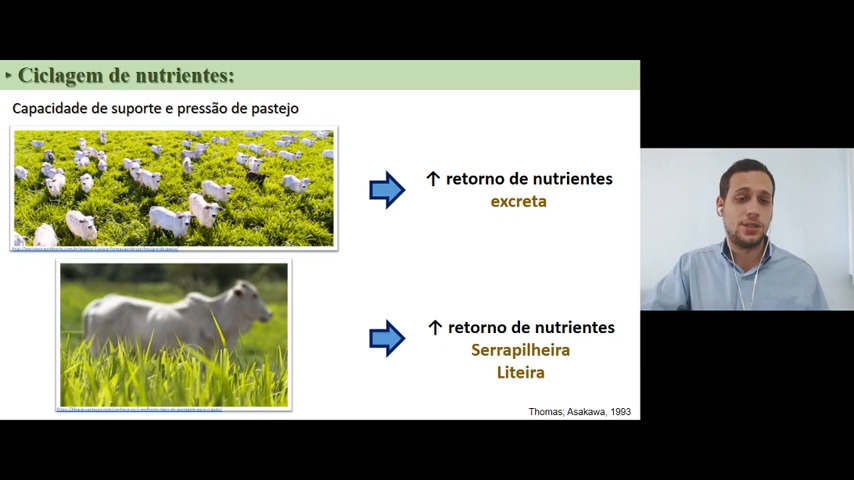 Ciclagem de nutrientes:
Capacidade de suporte e pressão de pastejo
↑ retorno de nutrientes
excreta
↑ retorno de nutrientes
Serrapilheira
Liteira
Thomas; Asakawa, 1993